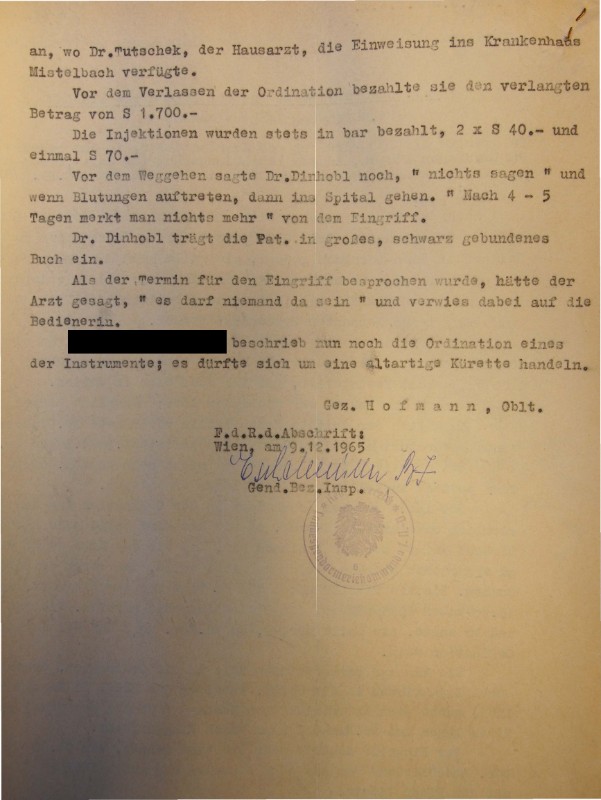 an, wo Dr.Tutschek, der Hausarzt, die Einweisung ins Krankenhaus
Mistelbach verfügte.
Vor dem Verlassen der Ordination bezahlte sie den verlangten
Betrag von S 1.700.-
Die Injektionen wurden stets in bar bezahlt, 2 x S 40.- und
einmal S 70.-
Vor dem Weggehen sagte Dr.Dinhobl noch, " nichts sagen " und
wenn Blutungen auftreten, dann ins Spital gehen. " Nach 4 - 5
Tagen merkt man nichts mehr " von dem Eingriff.
Dr. Dinhobl trägt die Pat. in großes, schwarz gebundenes
Buch ein.
Als der Termin für den Eingriff besprochen wurde, hätte der
Arzt gesagt, " es darf niemand da sein " und verwies dabei auf die
Bedienerin.
beschrieb nun noch die Ordination eines
der Instrumente; es dürfte sich um eine altartige Kürette handeln.
Gez. H o f m a n n , Oblt.
F.d.R.d.Abschrift:
Wien, am 9.12.1965
Gend.Bez.Insp.